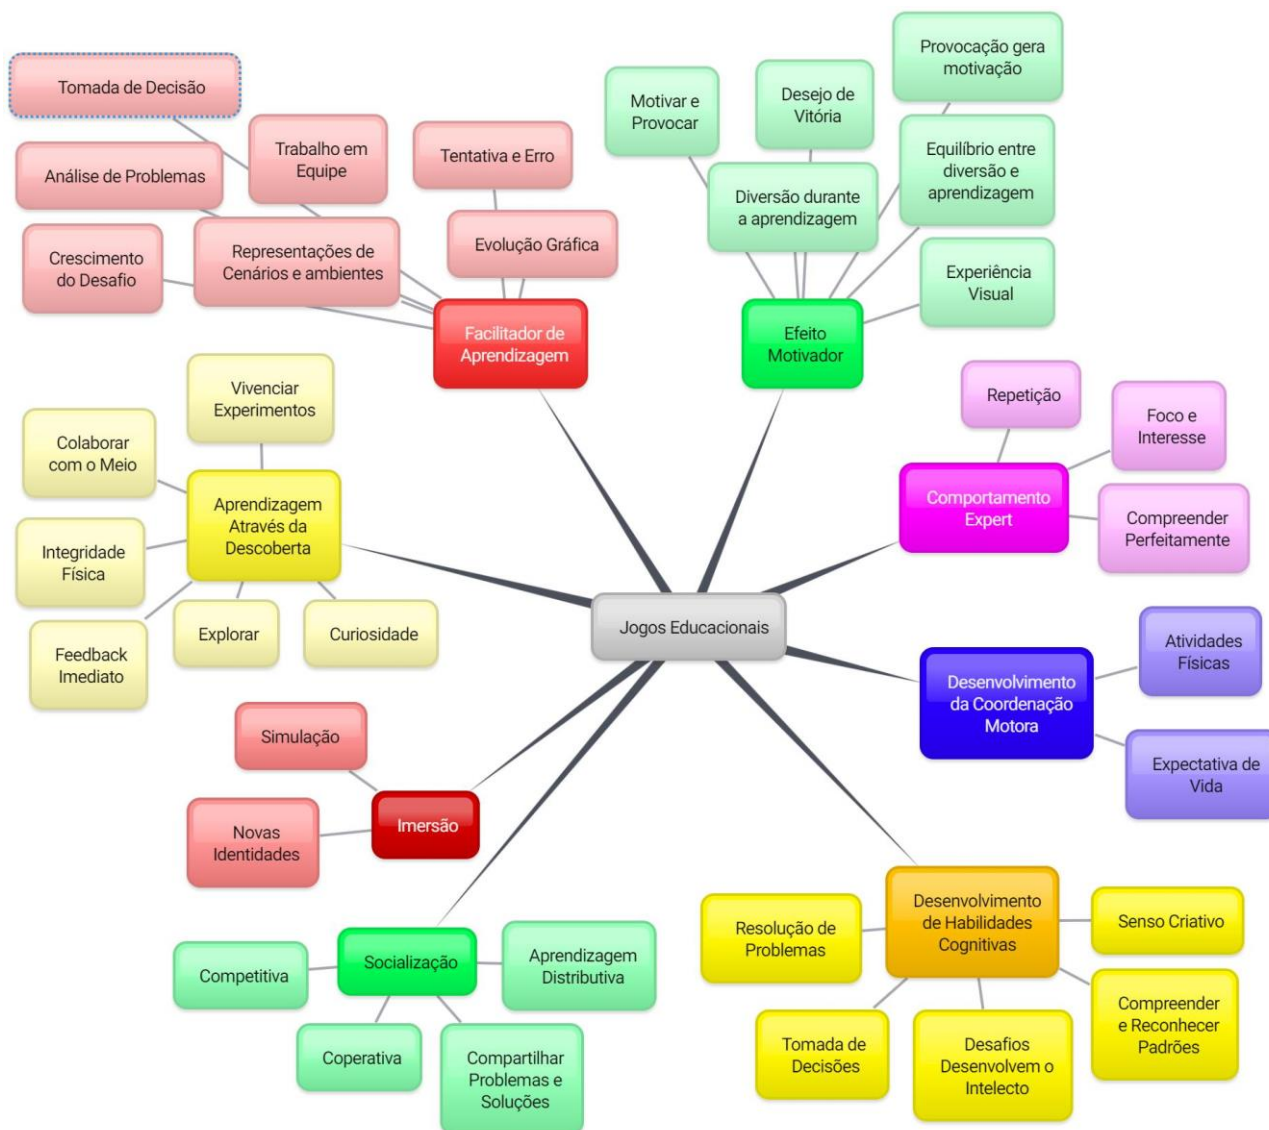 Tomada de Decisão
Trabalho em
Equipe
Tentativa e Erro
Análise de Problemas
Crescimento
do Desafio
Representações de
Cenários e ambientes
Evolução Gráfica
Facilitador de
Aprendizagem
Motivar e
Provocar
Desejo de
Vitória
Provocação gera
motivação
Diversão durante
a aprendizagem
Equilíbrio entre
diversão e
aprendizagem
Experiência
Visual
Efeito
Motivador
Vivenciar
Experimentos
Colaborar
com o Meio
Aprendizagem
Através da
Descoberta
Integridade
Física
Feedback
Imediato
Explorar
Curiosidade
Repetição
Foco e
Interesse
Comportamento
Expert
Compreender
Perfeitamente
Jogos Educacionais
Desenvolvimento
da Coordenação
Motora
Atividades
Físicas
Expectativa de
Vida
Simulação
Novas
Identidades
Imersão
Socialização
Competitiva
Aprendizagem
Distributiva
Coperativa
Compartilhar
Problemas e
Soluções
Desenvolvimento
de Habilidades
Cognitivas
Resolução de
Problemas
Senso Criativo
Tomada de
Decisões
Desafios
Desenvolvem o
Intelecto
Compreender
e Reconhecer
Padrões